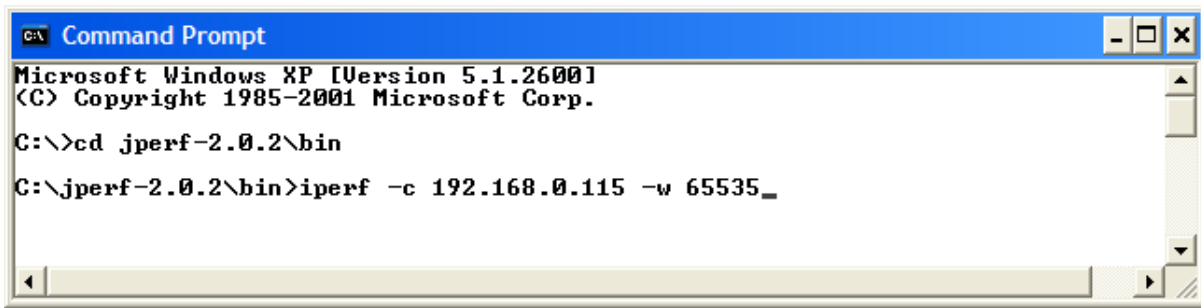 C:\ Command Prompt
Microsoft Windows XP [Version 5.1.2600]
(C) Copyright 1985-2001 Microsoft Corp.
C:\>cd jperf-2.0.2\bin
C:\jperf-2.0.2\bin>iperf -c 192.168.0.115 -w 65535_